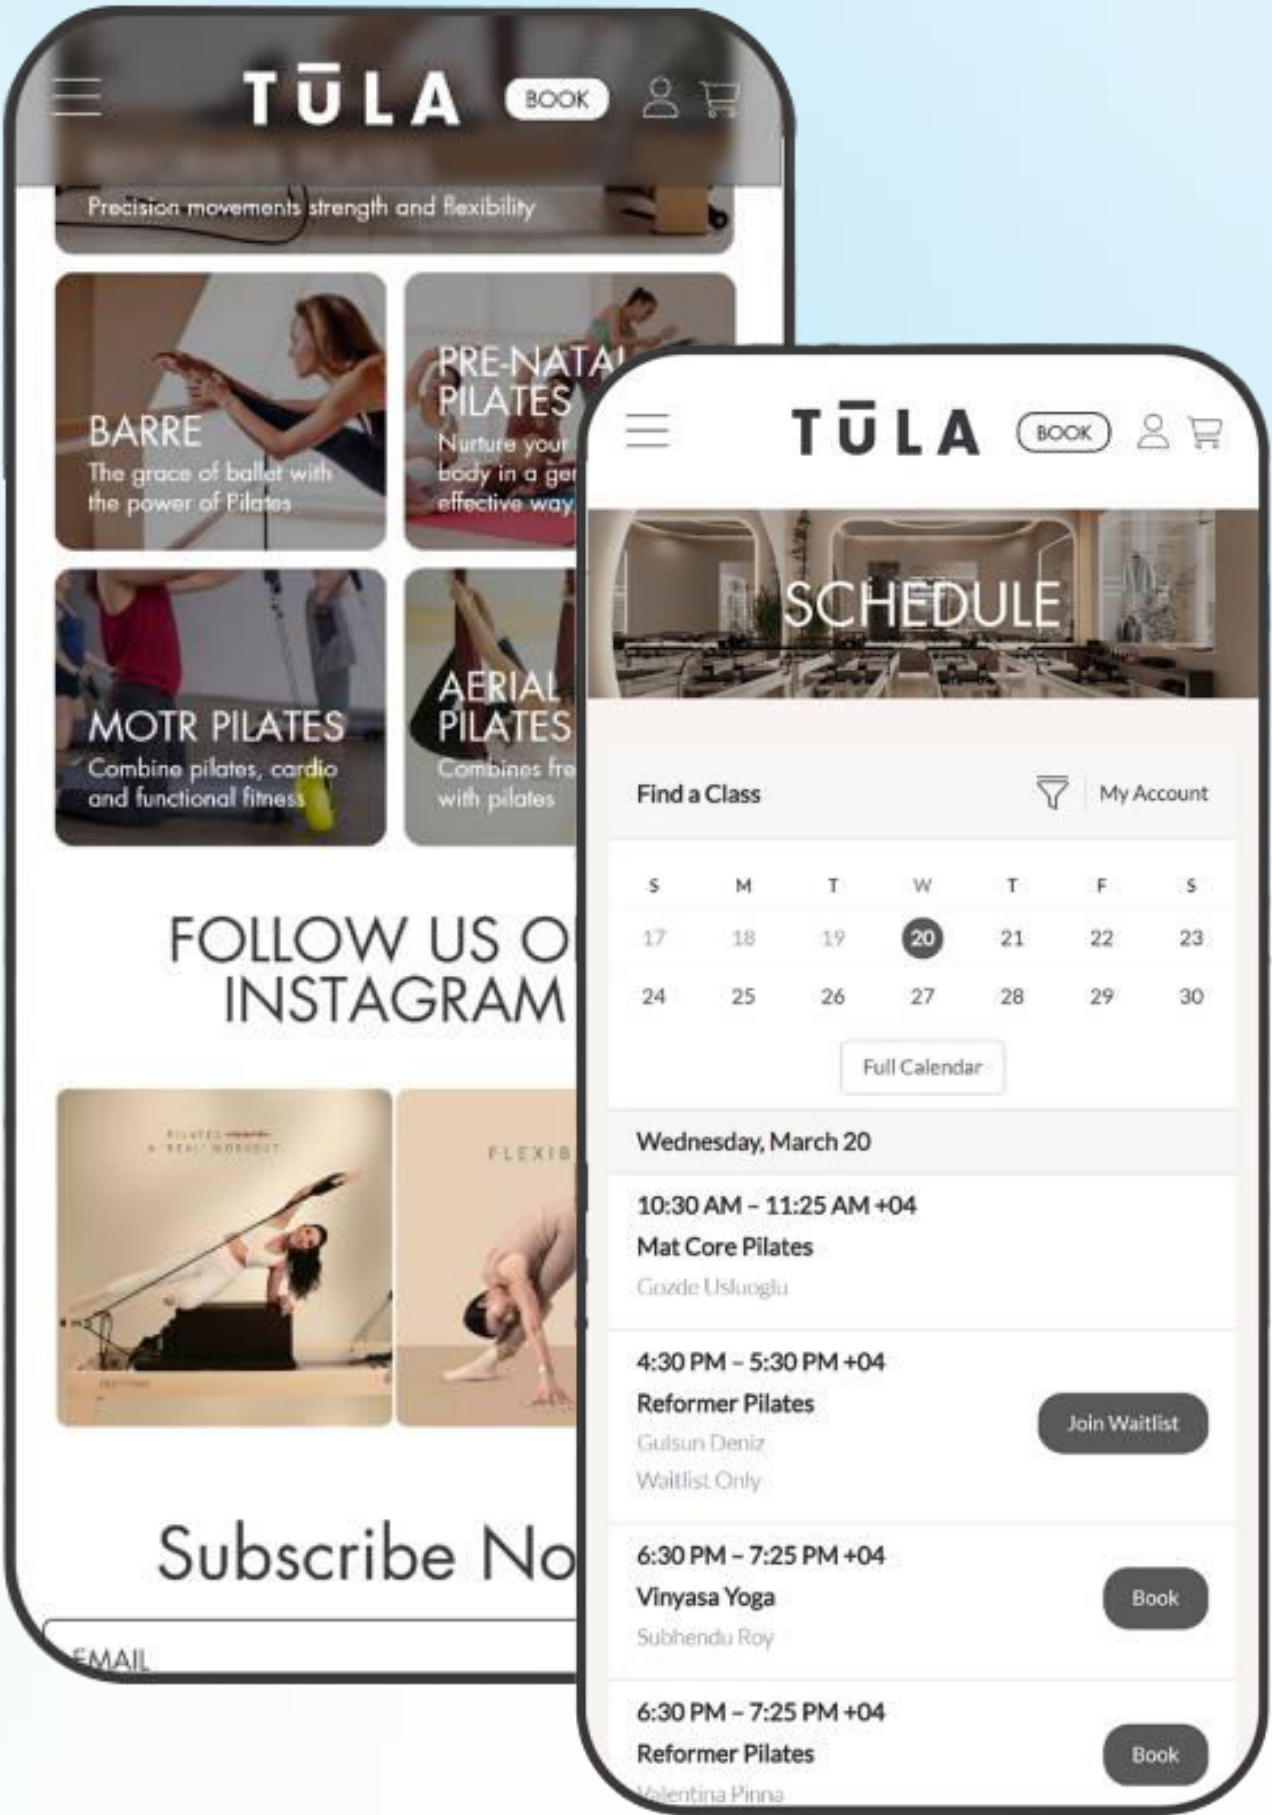 TŪLA BOOK
Precision movements strength and flexibility
BARRE
The grace of ballet with
the power of Pilates
PRE-NATAL
PILATES
Nurture your
body in a
effective way
MOTR PILATES
Combine pilates, cardio
and functional fitness
AERIAL
PILATES
Combines
with pilates
FOLLOW US
INSTAGRAM
PILATES
A "REAL" WORKOUT
Subscribe
EMAIL
TŪLA BOOK
SCHEDULE
Find a Class My Account
S M T W T F S
17 18 19 20 21 22 23
24 25 26 27 28 29 30
Full Calendar
Wednesday, March 20
10:30 AM – 11:25 AM +04
Mat Core Pilates
Gozde Usluoglu
4:30 PM – 5:30 PM +04
Reformer Pilates
Join Waitlist
Gulsun Deniz
Waitlist Only
6:30 PM – 7:25 PM +04
Vinyasa Yoga
Book
Subhendu Roy
6:30 PM – 7:25 PM +04
Reformer Pilates
Book
Valentina Pinna